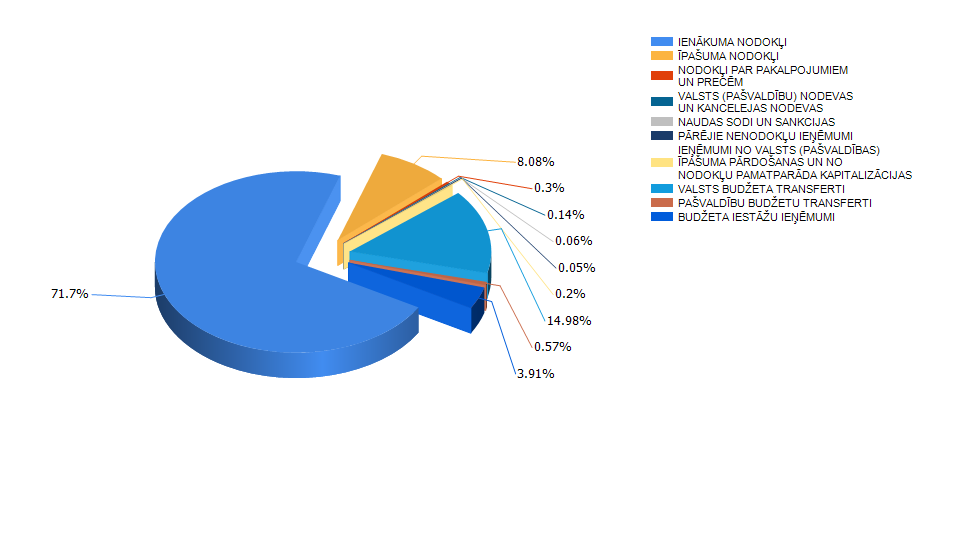 IENĀKUMA NODOKĻI
ĪPAŠUMA NODOKĻI
NODOKĻI PAR PAKALPOJUMIEM
UN PRECĒM
VALSTS (PAŠVALDĪBU) NODEVAS
UN KANCELEJAS NODEVAS
NAUDAS SODI UN SANKCIJAS
PĀRĒJIE NENODOKĻU IEŅĒMUMI
IEŅĒMUMI NO VALSTS (PAŠVALDĪBAS)
ĪPAŠUMA PĀRDOŠANAS UN NO
NODOKĻU PAMATPARĀDA KAPITALIZĀCIJAS
VALSTS BUDŽETA TRANSFERTI
PAŠVALDĪBU BUDŽETU TRANSFERTI
BUDŽETA IESTĀŽU IEŅĒMUMI
8.08%
0.3%
0.14%
0.06%
0.05%
0.2%
14.98%
0.57%
3.91%
71.7%